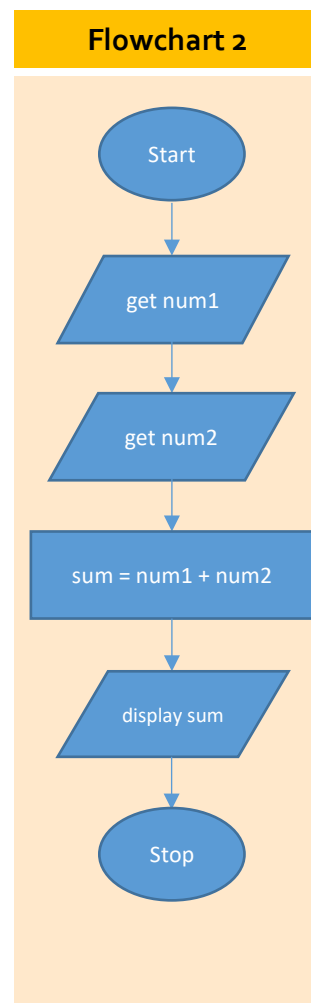 Flowchart 2
Start
get num1
get num2
sum = num1 + num2
display sum
Stop